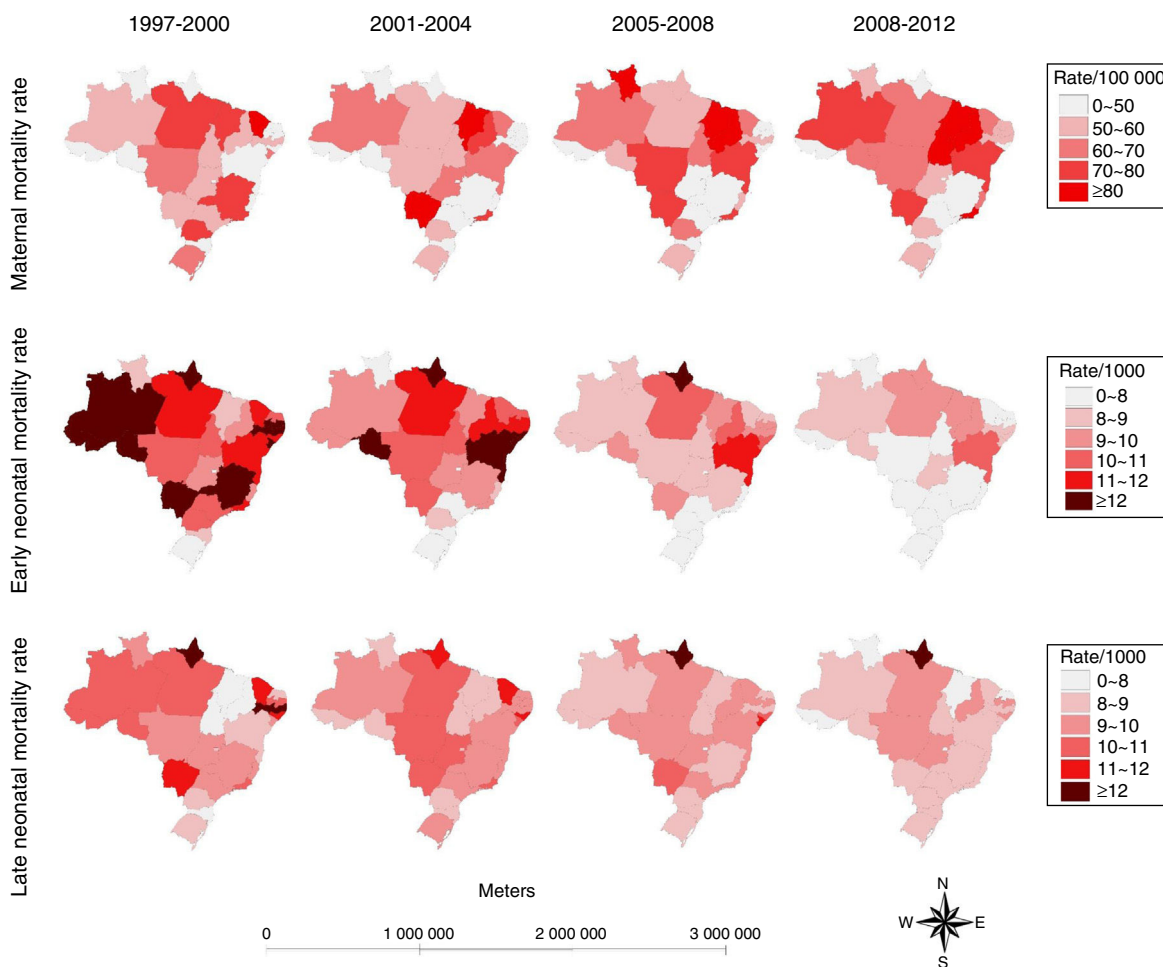 1997-2000
2001-2004
2005-2008
2008-2012
Maternal mortality rate
Rate/100 000
0~50
50~60
60~70
70~80
≥80
Early neonatal mortality rate
Rate/1000
0~8
8~9
9~10
10~11
11~12
≥12
Late neonatal mortality rate
Rate/1000
0~8
8~9
9~10
10~11
11~12
≥12
Meters
0
1 000 000
2 000 000
3 000 000
N
W
E
S